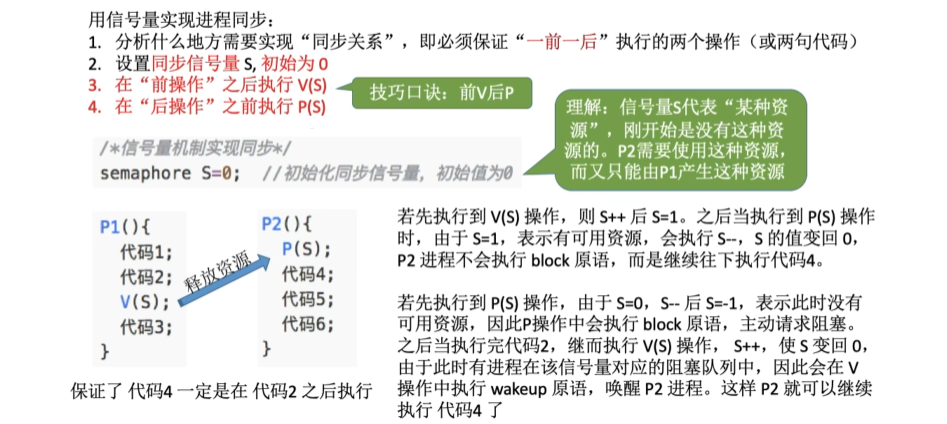 用信号量实现进程同步：
1. 分析什么地方需要实现“同步关系”，即必须保证“一前一后”执行的两个操作（或两句代码）
2. 设置同步信号量 S, 初始为 0
3. 在“前操作”之后执行 V(S)
4. 在“后操作”之前执行 P(S)
技巧口诀：前V后P
理解：信号量S代表“某种资
源”，刚开始是没有这种资
源的。P2需要使用这种资源，
而又只能由P1产生这种资源
/*信号量机制实现同步*/
semaphore S=0; //初始化同步信号量，初始值为0
P1(){
代码1;
代码2;
V(S);
代码3;
}
释放资源
P2(){
P(S);
代码4;
代码5;
代码6;
}
保证了 代码4 一定是在 代码2 之后执行
若先执行到 V(S) 操作，则 S++ 后 S=1。之后当执行到 P(S) 操作
时，由于 S=1，表示有可用资源，会执行 S--，S 的值变回 0，
P2 进程不会执行 block 原语，而是继续往下执行代码4。
若先执行到 P(S) 操作，由于 S=0，S-- 后 S=-1，表示此时没有
可用资源，因此P操作中会执行 block 原语，主动请求阻塞。
之后当执行完代码2，继而执行 V(S) 操作， S++，使 S 变回 0，
由于此时有进程在该信号量对应的阻塞队列中，因此会在 V
操作中执行 wakeup 原语，唤醒 P2 进程。这样 P2 就可以继续
执行 代码4 了